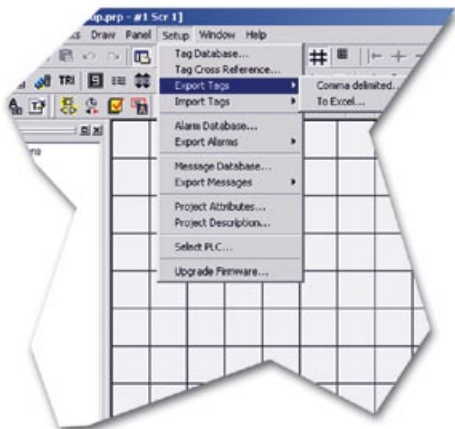 op.prp - #1 Scr 1]
Draw Panel Setup Window Help
Tag Database...
Tag Cross Reference...
Export Tags
Comma delimited...
Import Tags
To Excel...
TRI
Alarm Database...
Export Alarms
Message Database...
Export Messages
Project Attributes...
Project Description...
Select PLC...
Upgrade Firmware...